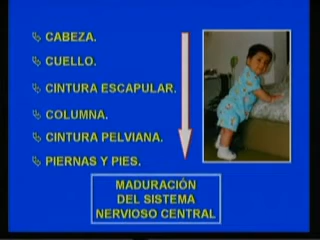 CABEZA.
CUELLO.
CINTURA ESCAPULAR.
COLUMNA.
CINTURA PELVIANA.
PIERNAS Y PIES.
MADURACIÓN
DEL SISTEMA
NERVIOSO CENTRAL